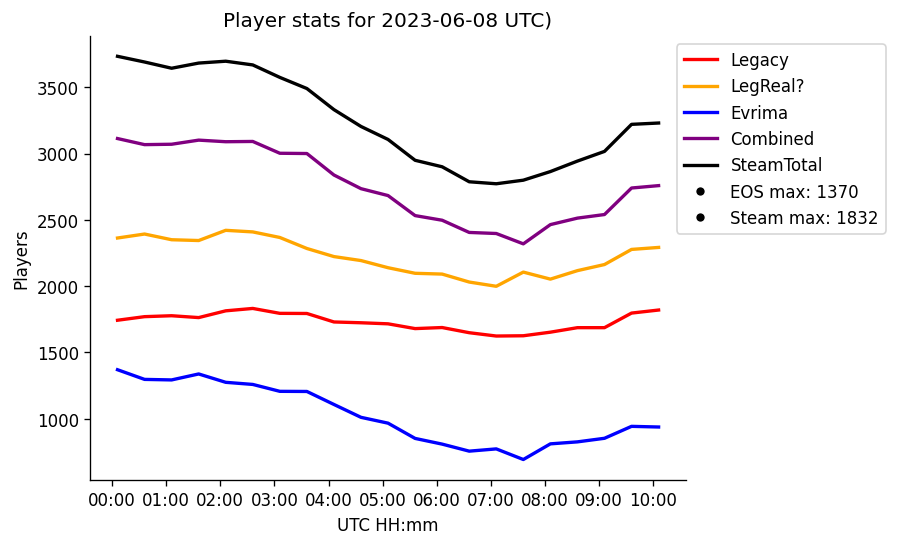 Player stats for 2023-06-08 UTC)
Legacy
LegReal?
Evrima
Combined
SteamTotal
EOS max: 1370
Steam max: 1832
Players
3500
3000
2500
2000
1500
1000
00:00 01:00 02:00 03:00 04:00 05:00 06:00 07:00 08:00 09:00 10:00
UTC HH:mm